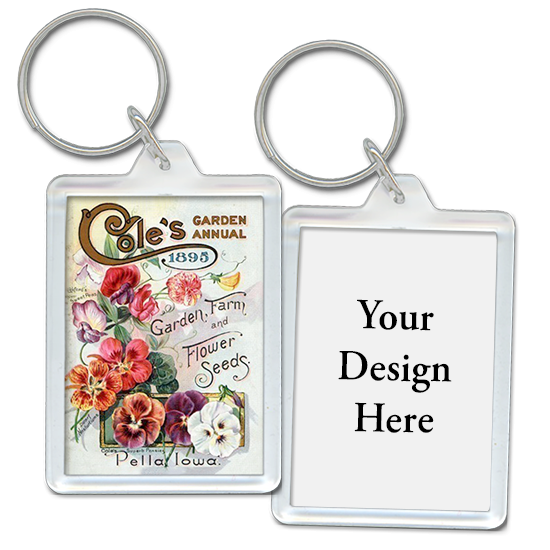 Cole's
GARDEN
ANNUAL
1895
Garden, Farm,
and
Flower
Seeds.
Pella, Iowa.
Your
Design
Here